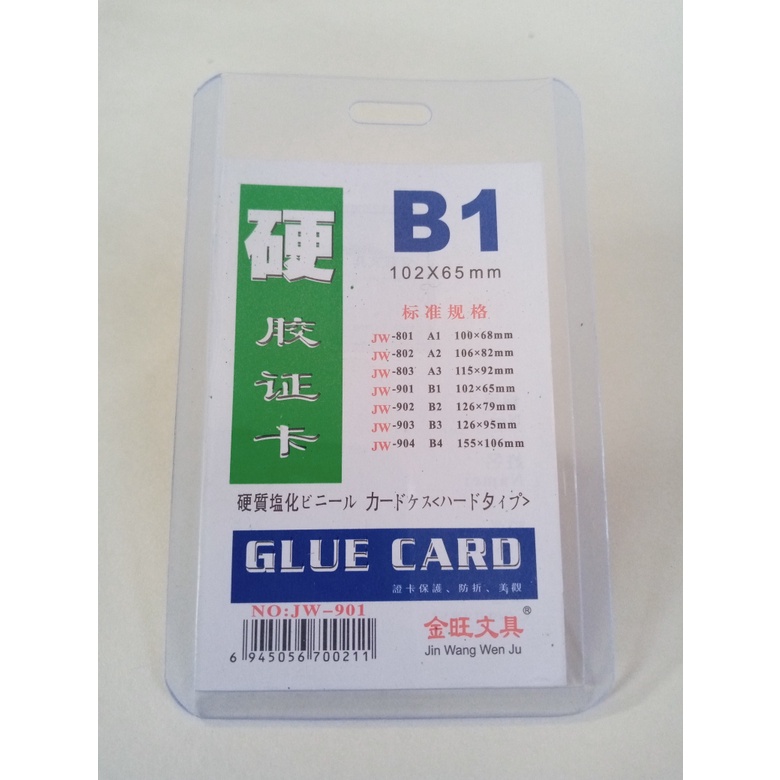 硬胶证卡
B1
102X65mm
标准规格
JW-801 A1 100×68mm
JW-802 A2 106×82mm
JW-803 A3 115×92mm
JW-901 B1 102×65mm
JW-902 B2 126×79mm
JW-903 B3 126×95mm
JW-904 B4 155×106mm
硬質塩化ビニール カードケス<ハードタイプ>
GLUE CARD
證卡保護、防折、美觀
NO:JW-901
6 945056 700211
金旺文具®
Jin Wang Wen Ju